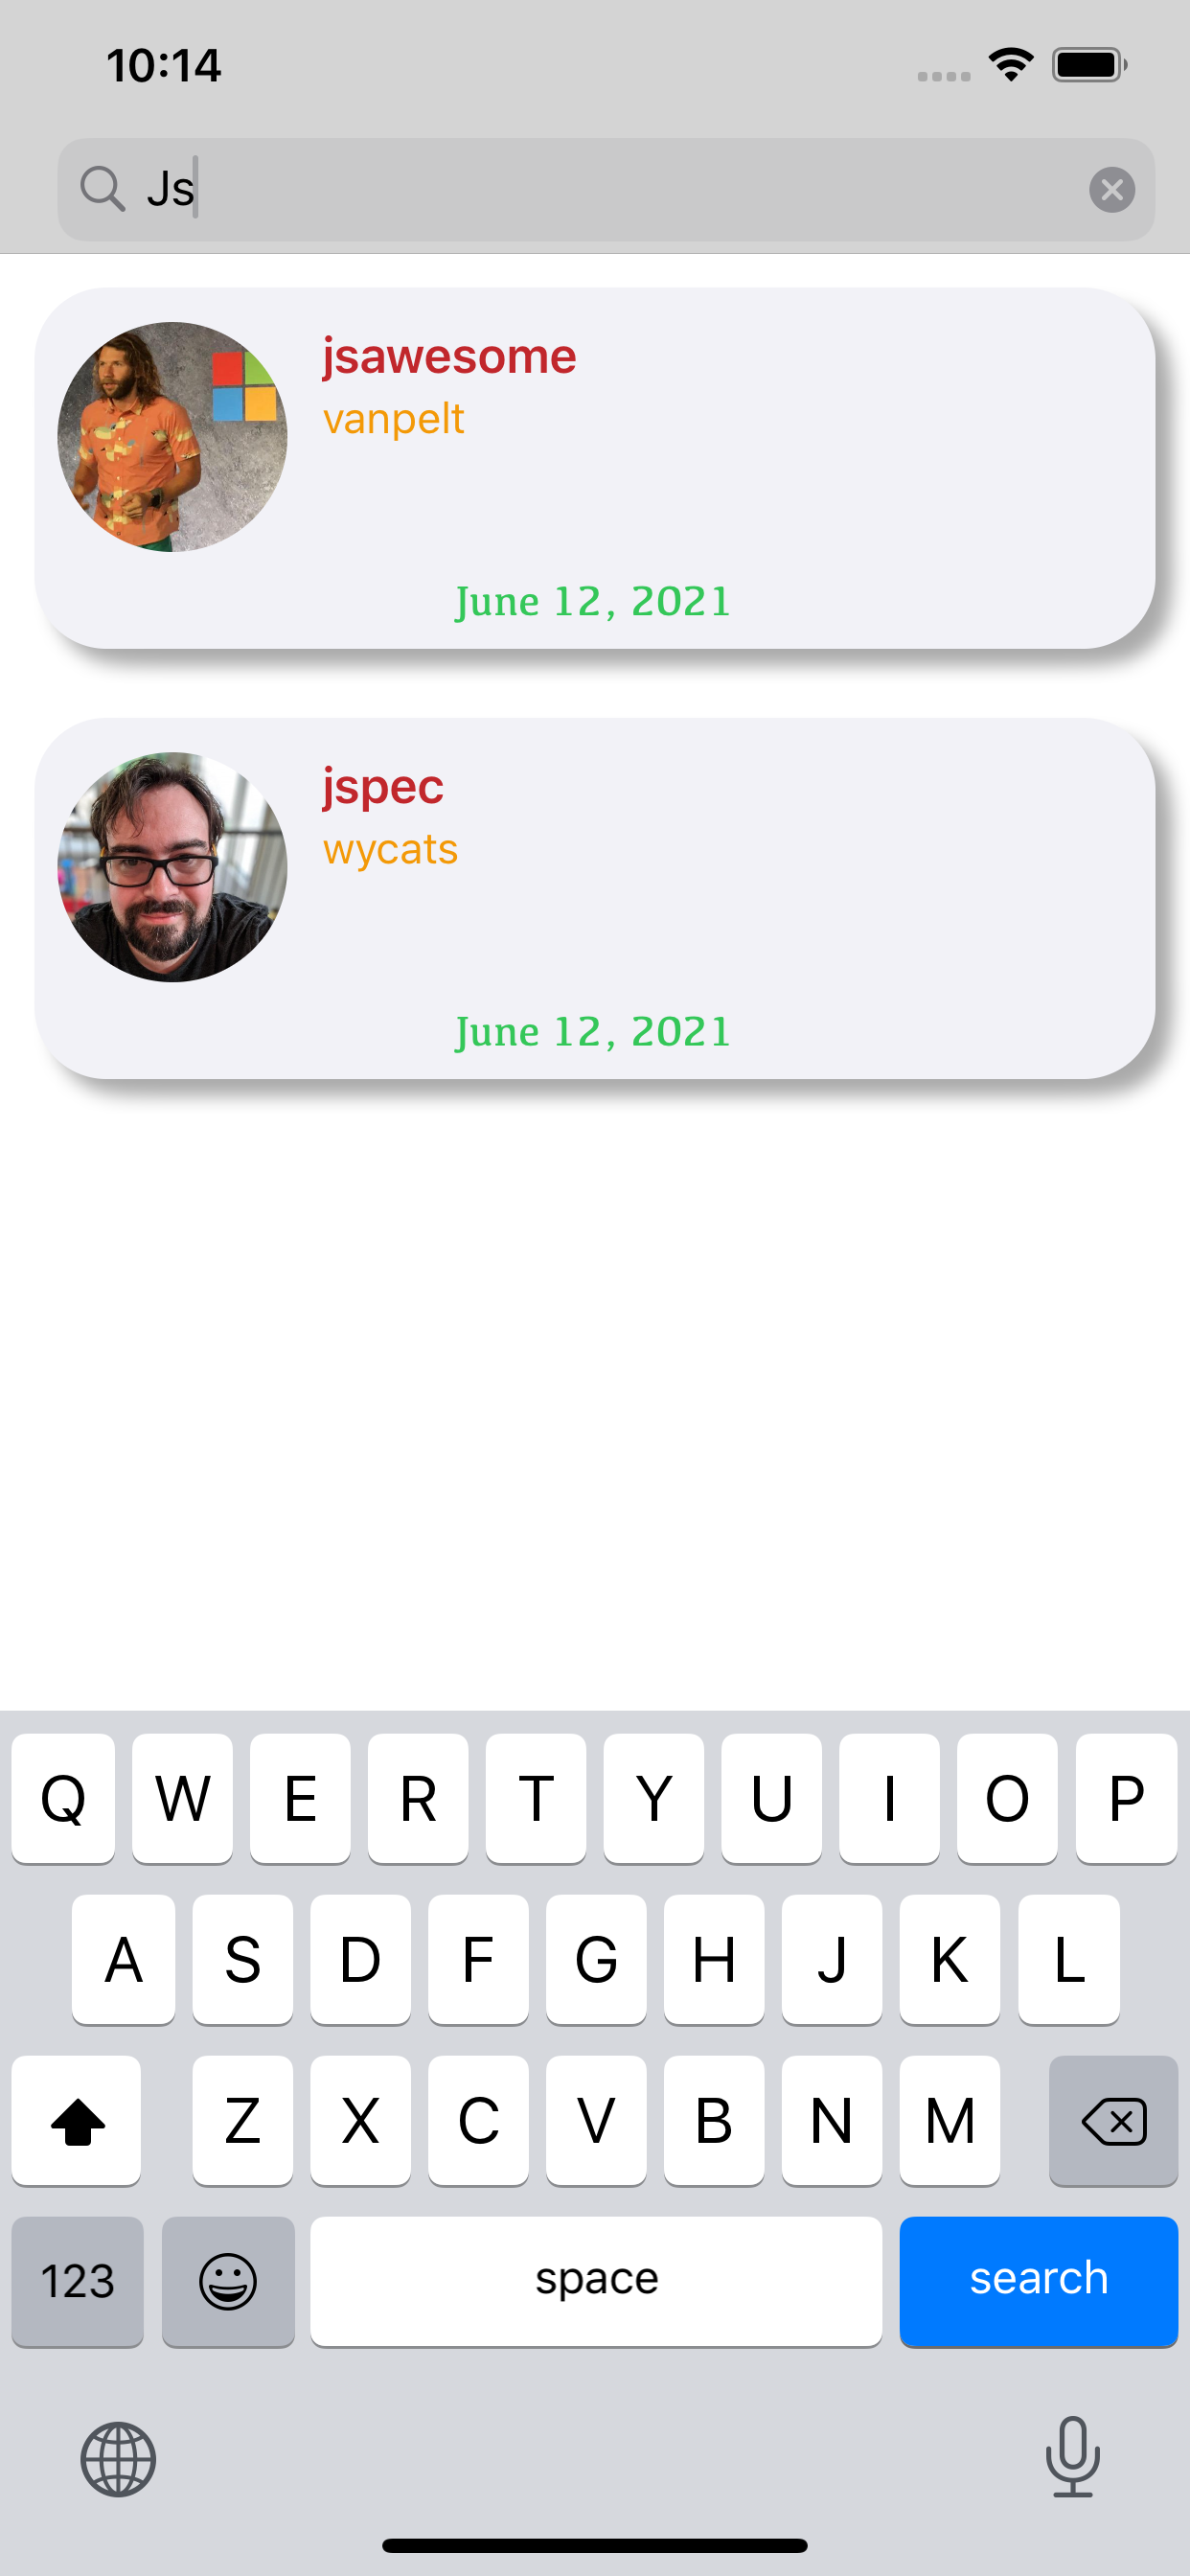 10:14
Js
jsawesome
vanpelt
June 12, 2021
jspec
wycats
June 12, 2021
Q W E R T Y U I O P
A S D F G H J K L
Z X C V B N M
123 space search